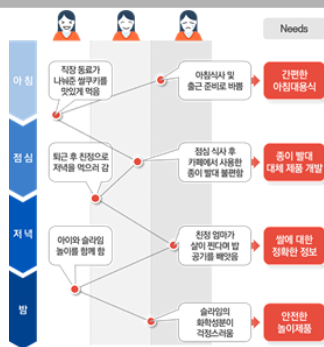 Needs
아침
직장 동료가
나눠준 쌀쿠키를
맛있게 먹음
아침식사 및
출근 준비로 바쁨
간편한
아침대용식
점심
퇴근 후 친정으로
저녁을 먹으러 감
점심 식사 후
카페에서 사용한
종이 빨대 불편함
종이 빨대
대체 제품 개발
저녁
아이와 슬라임
놀이를 함께 함
친정 엄마가
살이 찐다며 밥
공기를 빼앗음
쌀에 대한
정확한 정보
밤
슬라임의
화학성분이
걱정스러움
안전한
놀이제품